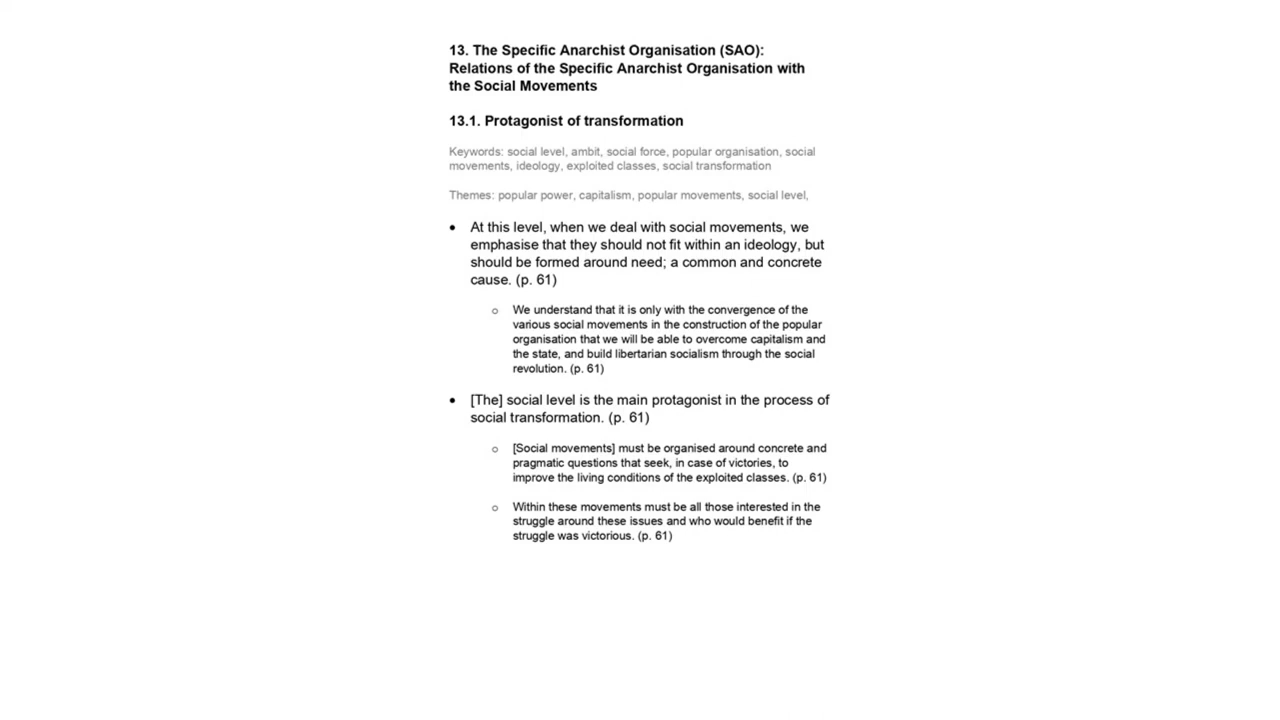 13. The Specific Anarchist Organisation (SAO):
Relations of the Specific Anarchist Organisation with
the Social Movements
13.1. Protagonist of transformation
Keywords: social level, ambit, social force, popular organisation, social
movements, ideology, exploited classes, social transformation
Themes: popular power, capitalism, popular movements, social level,
• At this level, when we deal with social movements, we
emphasise that they should not fit within an ideology, but
should be formed around need; a common and concrete
cause. (p. 61)
o We understand that it is only with the convergence of the
various social movements in the construction of the popular
organisation that we will be able to overcome capitalism and
the state, and build libertarian socialism through the social
revolution. (p. 61)
• [The] social level is the main protagonist in the process of
social transformation. (p. 61)
o [Social movements] must be organised around concrete and
pragmatic questions that seek, in case of victories, to
improve the living conditions of the exploited classes. (p. 61)
o Within these movements must be all those interested in the
struggle around these issues and who would benefit if the
struggle was victorious. (p. 61)